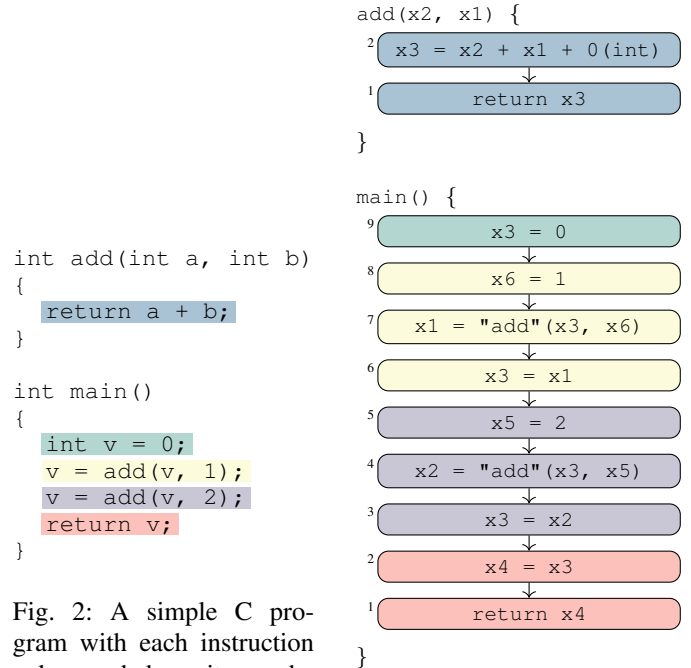 int add(int a, int b)
{
return a + b;
}
int main()
{
int v = 0;
v = add(v, 1);
v = add(v, 2);
return v;
}
Fig. 2: A simple C pro-
gram with each instruction
add(x2, x1) {
2 x3 = x2 + x1 + 0(int)
1 return x3
}
main() {
9 x3 = 0
8 x6 = 1
7 x1 = "add"(x3, x6)
6 x3 = x1
5 x5 = 2
4 x2 = "add"(x3, x5)
3 x3 = x2
2 x4 = x3
1 return x4
}